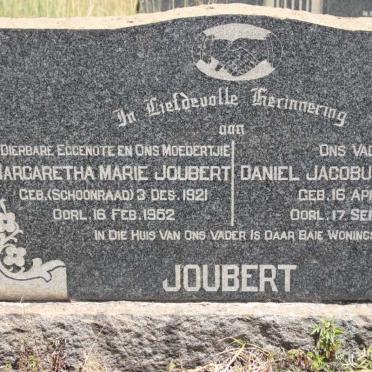 In Liefdevolle Herinnering
aan
DIERBARE EGGENOTE EN ONS MOEDERTJIE
MARGARETHA MARIE JOUBERT
GEB. (SCHOONRAAD) 3 DES. 1921
OORL. 16 FEB. 1952
ONS VAD
DANIEL JACOBU
GEB. 16 AP
OORL. 17 SE
IN DIE HUIS VAN ONS VADER IS DAAR BAIE WONINGS
JOUBERT